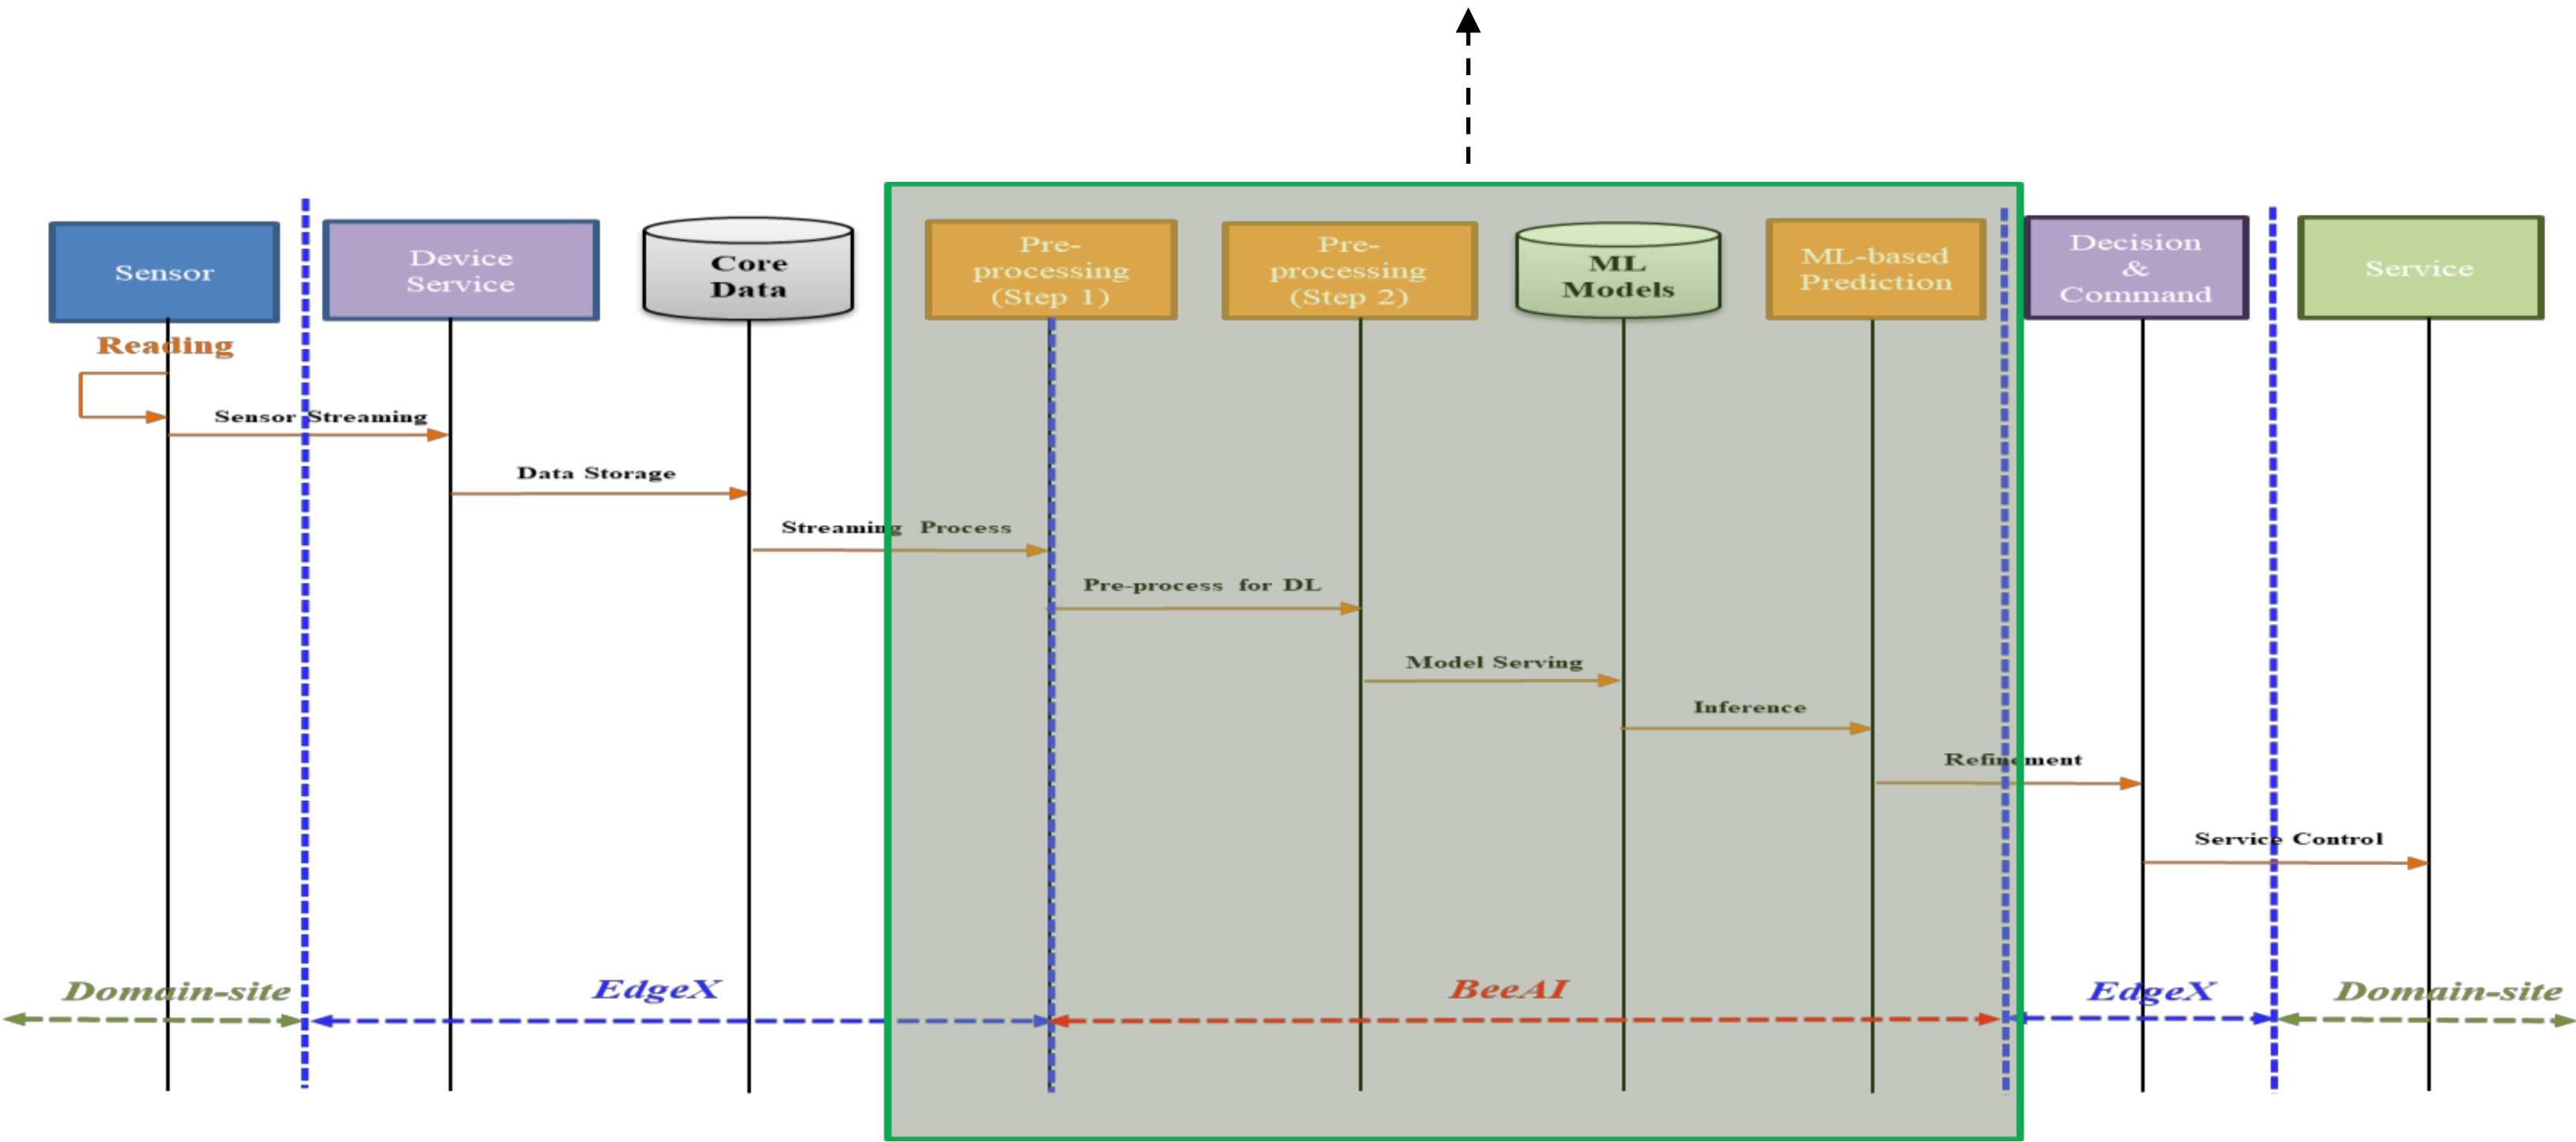 Sensor
Device
Service
Core
Data
Pre-
processing
(Step 1)
Pre-
processing
(Step 2)
ML
Models
ML-based
Prediction
Decision
&
Command
Service
Reading
Sensor Streaming
Data Storage
Streaming Process
Pre-process for DL
Model Serving
Inference
Refinement
Service Control
Domain-site
EdgeX
BeeAI
EdgeX
Domain-site